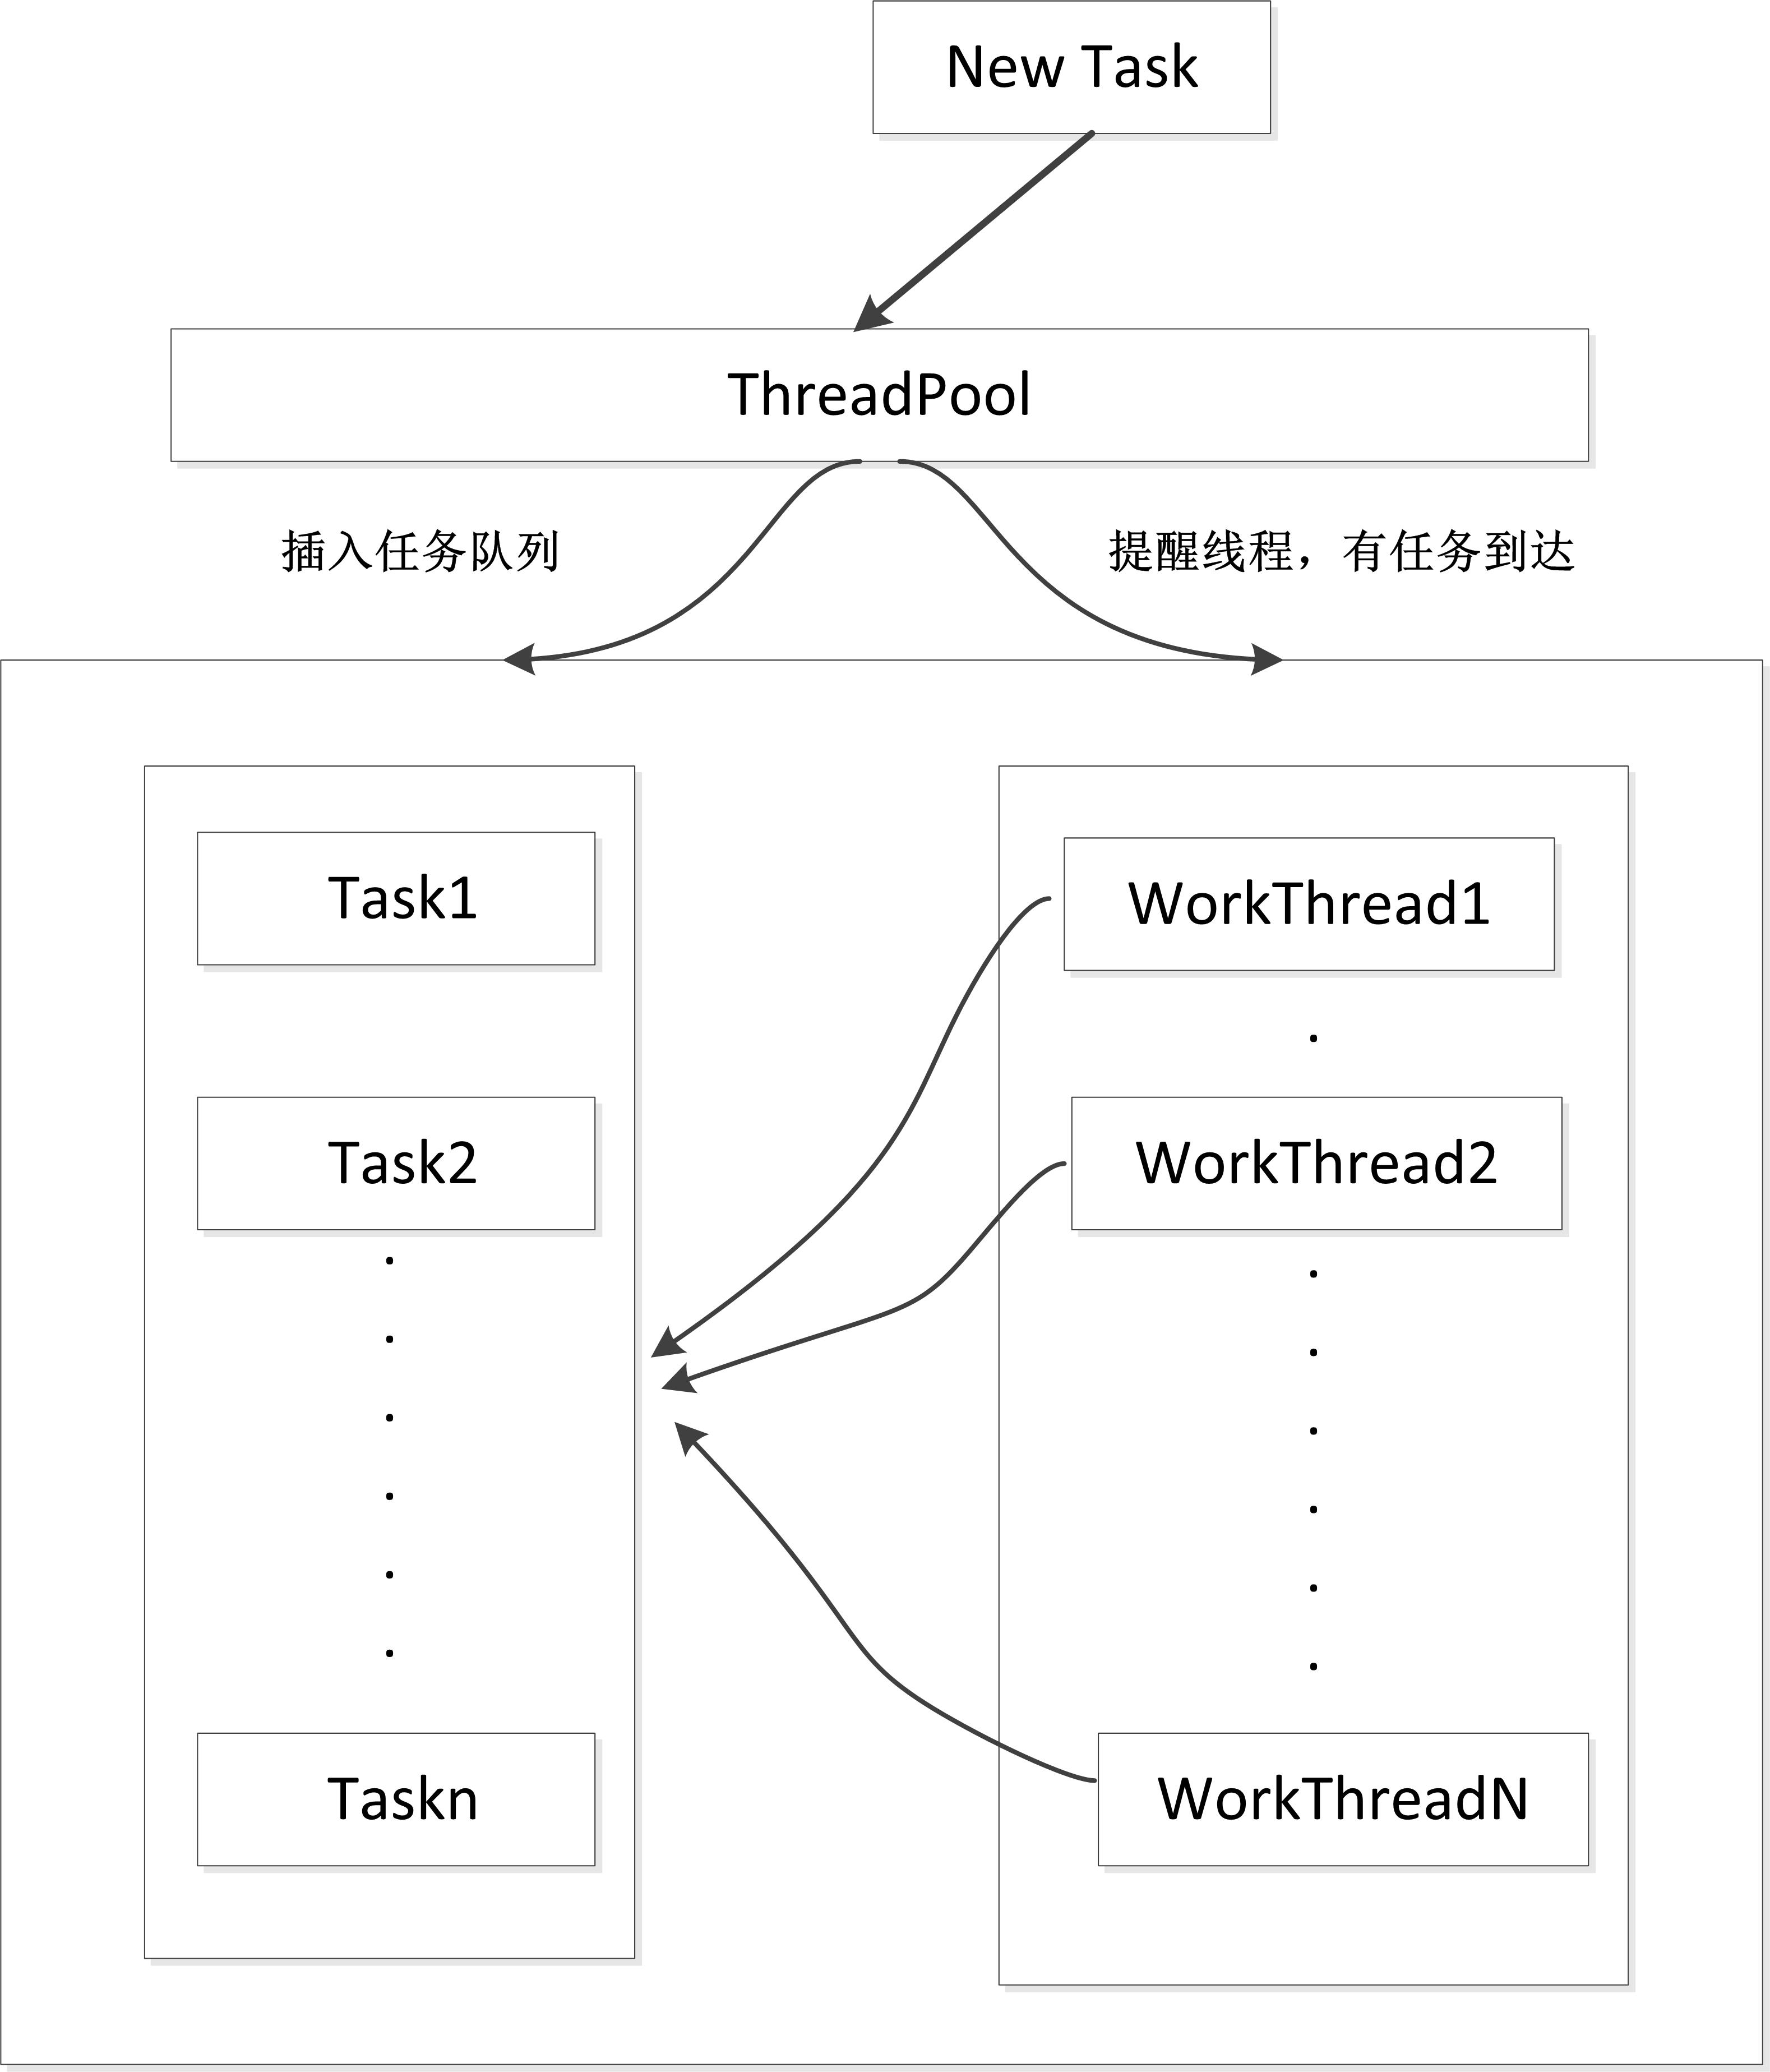 New Task
ThreadPool
插入任务队列
提醒线程，有任务到达
Task1
WorkThread1
Task2
WorkThread2
Taskn
WorkThreadN